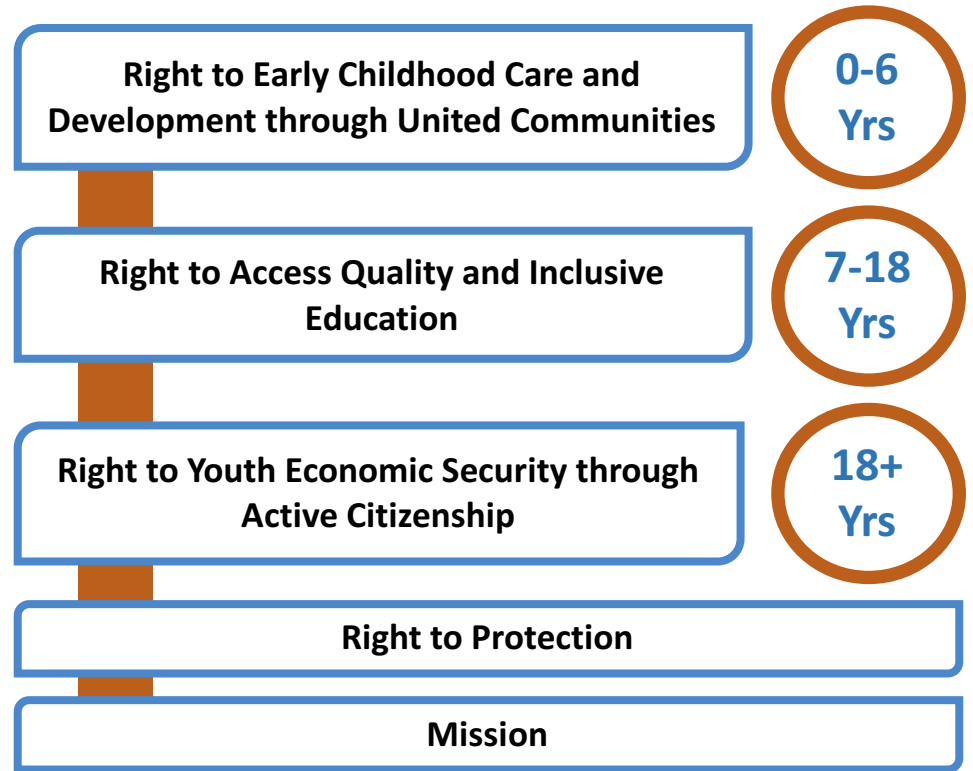 Right to Early Childhood Care and
Development through United Communities
0-6
Yrs
Right to Access Quality and Inclusive
Education
7-18
Yrs
Right to Youth Economic Security through
Active Citizenship
18+
Yrs
Right to Protection
Mission